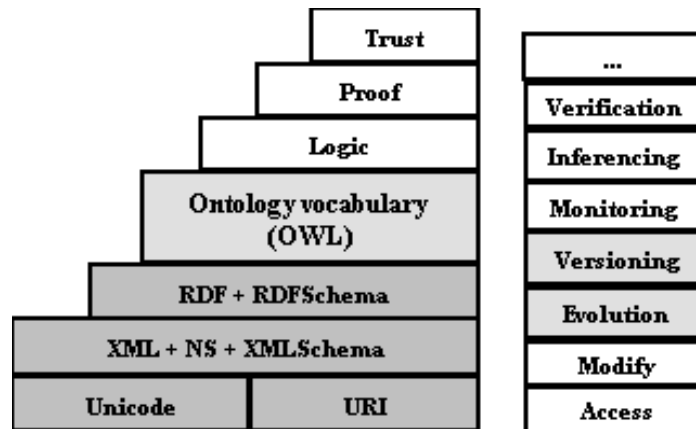 Trust
Proof
Logic
Ontology vocabulary
(OWL)
RDF + RDFSchema
XML + NS + XMLSchema
Unicode
URI
...
Verification
Inferencing
Monitoring
Versioning
Evolution
Modify
Access